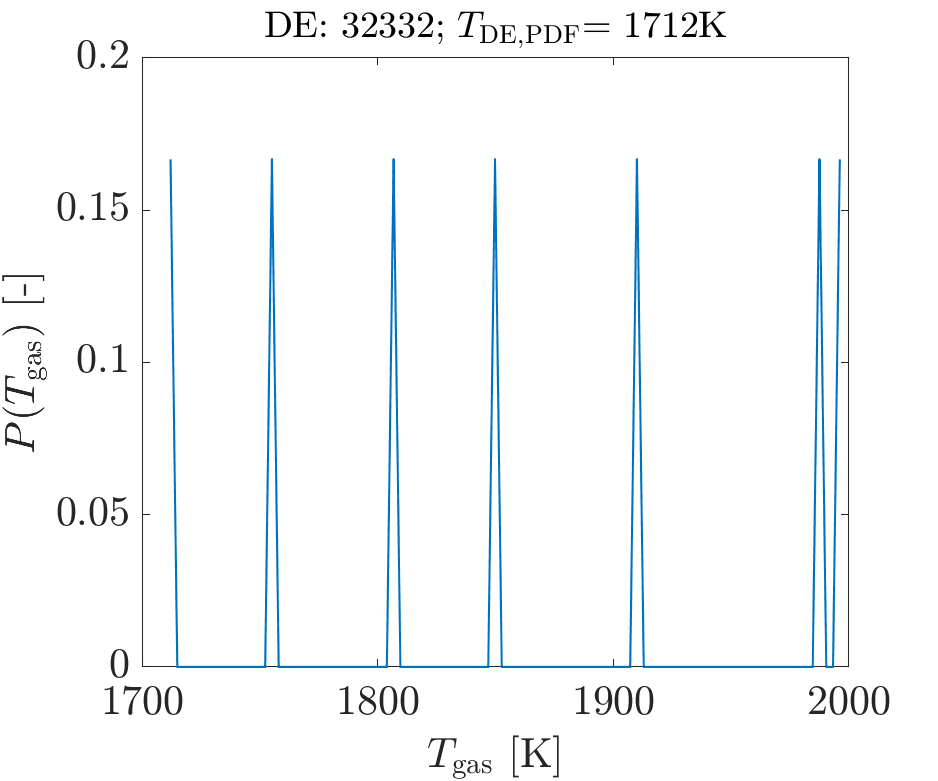 DE: 32332; T_DE,PDF= 1712K
0.2
0.15
0.1
0.05
0
P(T_gas) [-]
1700 1800 1900 2000
T_gas [K]